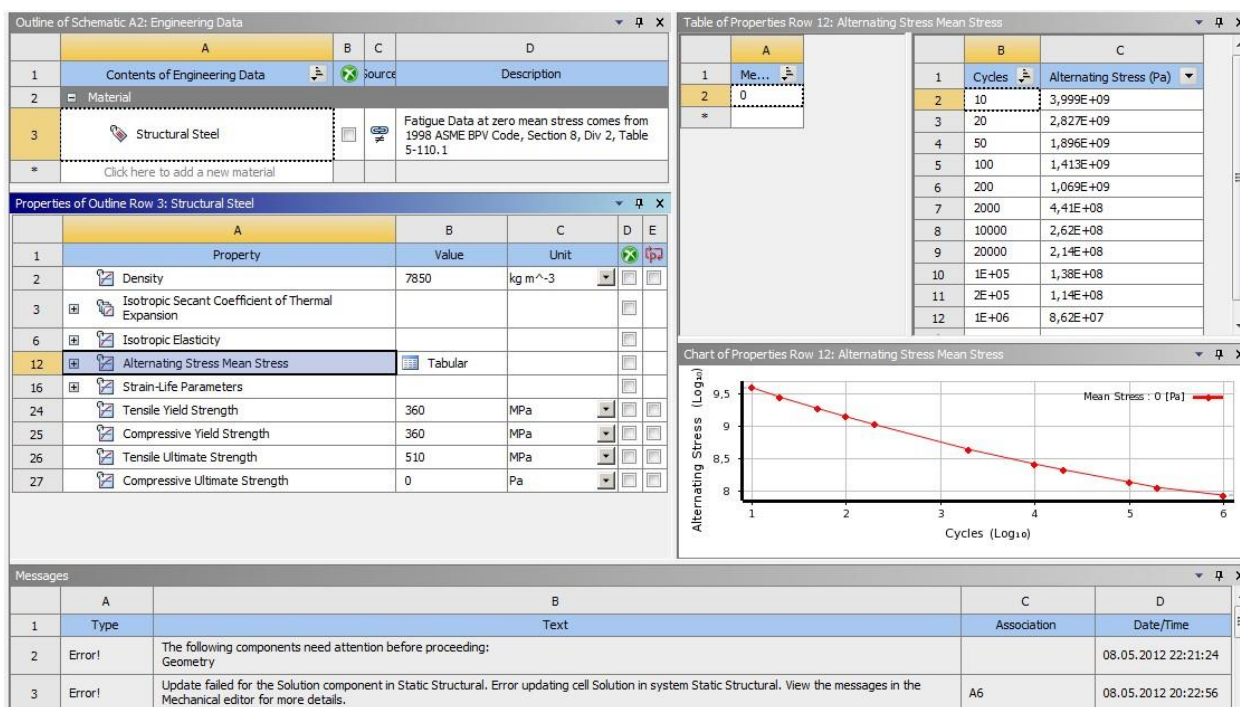 Outline of Schematic A2: Engineering Data
A B C D
1 Contents of Engineering Data Source Description
2 Material
3 Structural Steel Fatigue Data at zero mean stress comes from
1998 ASME BPV Code, Section 8, Div 2, Table
5-110.1
* Click here to add a new material
Properties of Outline Row 3: Structural Steel
A B C D E
1 Property Value Unit
2 Density 7850 kg m^-3
3 Isotropic Secant Coefficient of Thermal
Expansion
6 Isotropic Elasticity
12 Alternating Stress Mean Stress Tabular
16 Strain-Life Parameters
24 Tensile Yield Strength 360 MPa
25 Compressive Yield Strength 360 MPa
26 Tensile Ultimate Strength 510 MPa
27 Compressive Ultimate Strength 0 Pa
Table of Properties Row 12: Alternating Stress Mean Stress
A
1 Me...
2 0
*
B C
1 Cycles Alternating Stress (Pa)
2 10 3,999E+09
3 20 2,827E+09
4 50 1,896E+09
5 100 1,413E+09
6 200 1,069E+09
7 2000 4,41E+08
8 10000 2,62E+08
9 20000 2,14E+08
10 1E+05 1,38E+08
11 2E+05 1,14E+08
12 1E+06 8,62E+07
Chart of Properties Row 12: Alternating Stress Mean Stress
Alternating Stress (Log₁₀)
9,5
9
8,5
8
Mean Stress : 0 [Pa]
1 2 3 4 5 6
Cycles (Log₁₀)
Messages
A B C D
1 Type Text Association Date/Time
2 Error! The following components need attention before proceeding:
Geometry 08.05.2012 22:21:24
3 Error! Update failed for the Solution component in Static Structural. Error updating cell Solution in system Static Structural. View the messages in the
Mechanical editor for more details. A6 08.05.2012 20:22:56